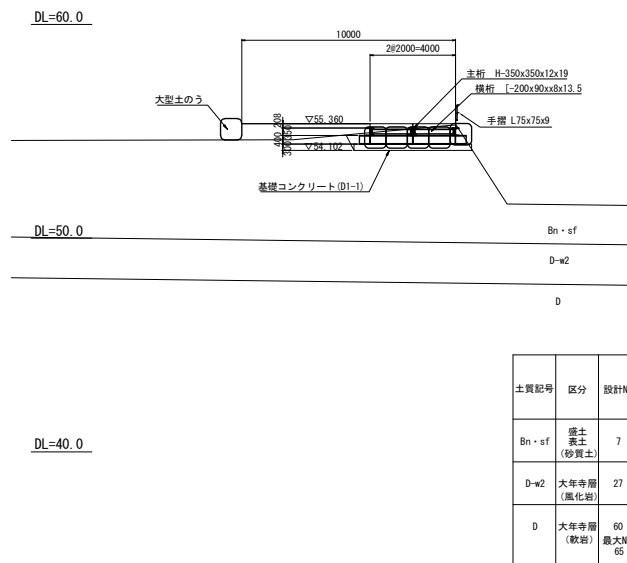 DL=60.0
10000
2@2000=4000
主桁 H-350x350x12x19
横桁 [-200x90xx8x13.5
大型土のう
▽55.360
手摺 L75x75x9
208
350
400
300
▽54.102
基礎コンクリート(D1-1)
DL=50.0
Bn・sf
D-w2
D
DL=40.0
土質記号 区分 設計N
Bn・sf 盛土 7
表土
(砂質土)
D-w2 大年寺層 27
(風化岩)
D 大年寺層 60
(軟岩) 最大N
65